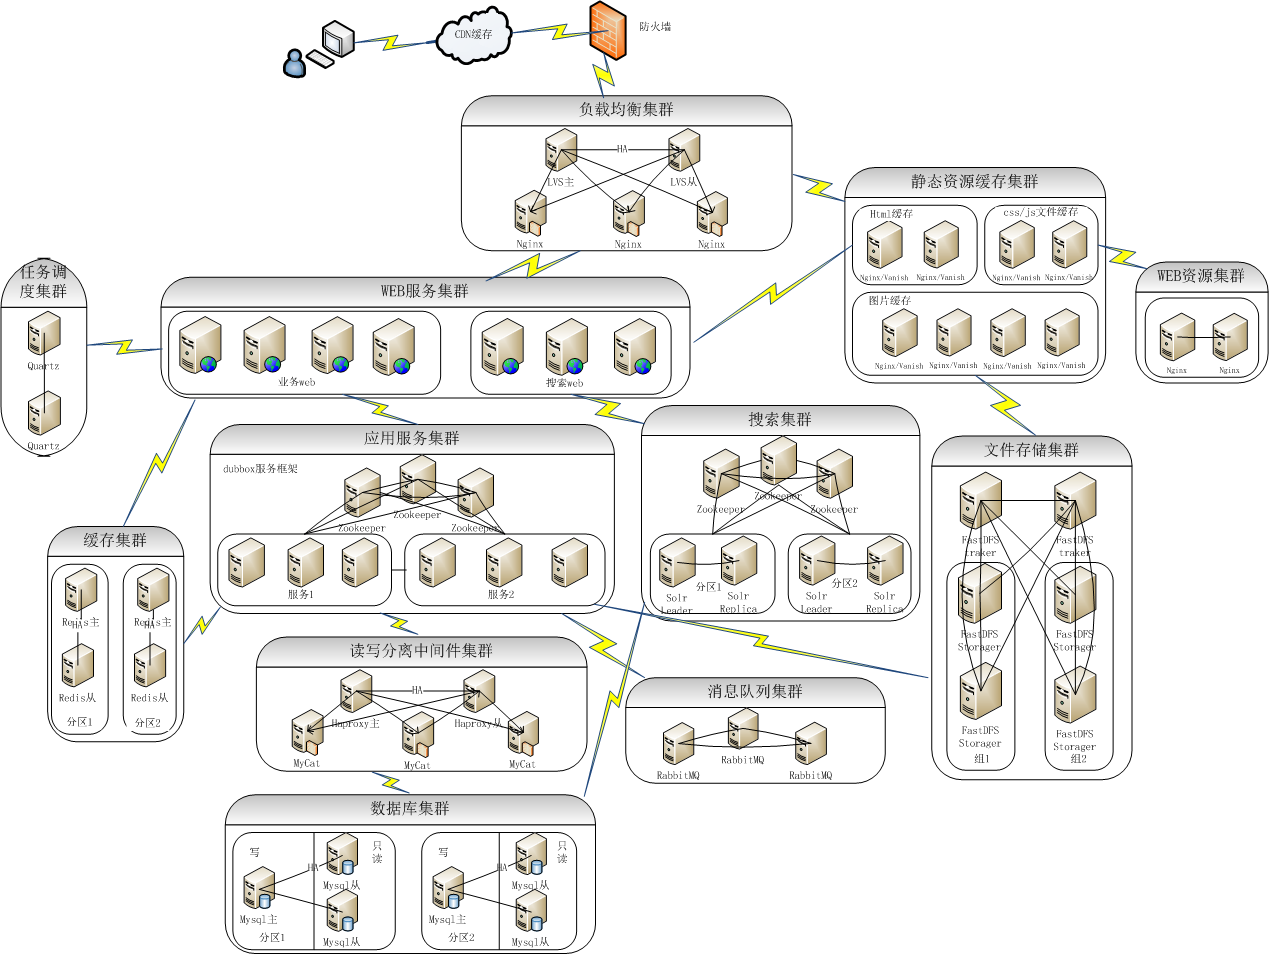 CDN缓存
防火墙
负载均衡集群
HA
LVS主
LVS从
Nginx
Nginx
Nginx
静态资源缓存集群
Html缓存
css/js文件缓存
Nginx/Vanish
Nginx/Vanish
Nginx/Vanish
Nginx/Vanish
图片缓存
Nginx/Vanish
Nginx/Vanish
Nginx/Vanish
Nginx/Vanish
WEB资源集群
Nginx
Nginx
任务调
度集群
Quartz
Quartz
WEB服务集群
业务web
搜索web
应用服务集群
dubbox服务框架
Zookeeper
Zookeeper
Zookeeper
服务1
服务2
搜索集群
Zookeeper
Zookeeper
Zookeeper
分区1
Solr
Leader
Solr
Replica
分区2
Solr
Leader
Solr
Replica
文件存储集群
FastDFS
traker
FastDFS
traker
FastDFS
Storager
FastDFS
Storager
FastDFS
Storager
组1
FastDFS
Storager
组2
缓存集群
Redis主
HA
Redis从
分区1
Redis主
HA
Redis从
分区2
读写分离中间件集群
HA
Haproxy主
Haproxy从
MyCat
MyCat
MyCat
消息队列集群
RabbitMQ
RabbitMQ
RabbitMQ
数据库集群
写
只
读
HA
Mysql从
Mysql主
分区1
Mysql从
写
只
读
HA
Mysql从
Mysql主
分区2
Mysql从